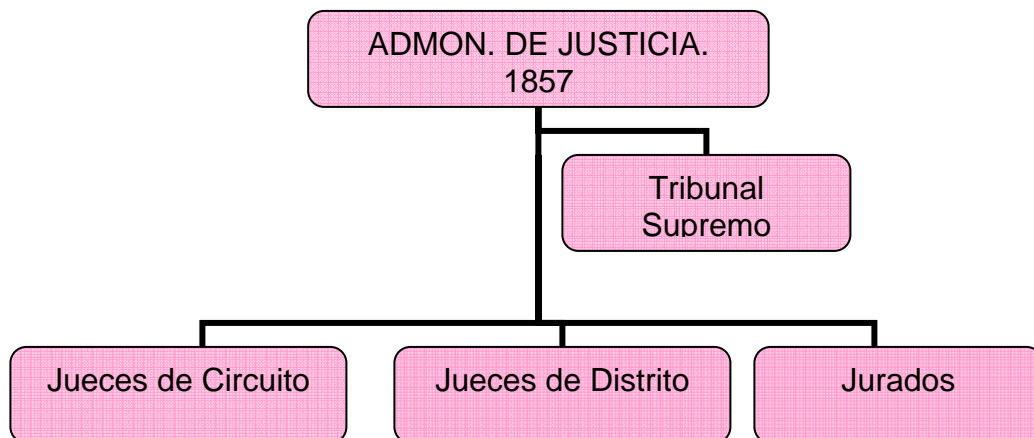 ADMON. DE JUSTICIA.
1857
Tribunal
Supremo
Jueces de Circuito
Jueces de Distrito
Jurados